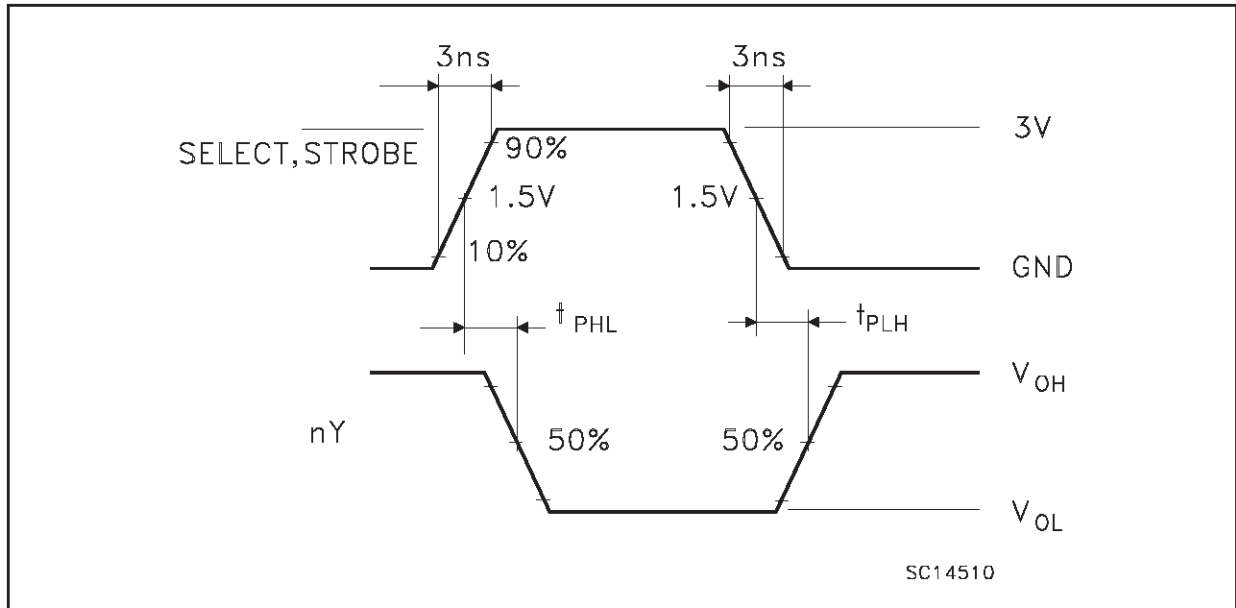 3ns 3ns
3V
SELECT,STROBE 90%
1.5V 1.5V
10%
GND
tPHL tPLH
VOH
nY 50% 50%
VOL
SC14510